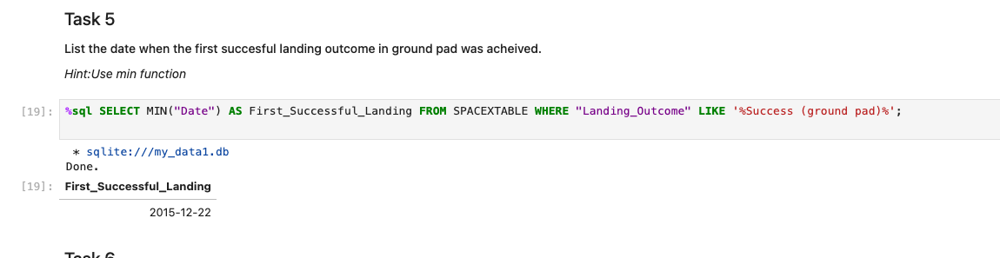 Task 5
List the date when the first succesful landing outcome in ground pad was acheived.
Hint:Use min function
[19]: %sql SELECT MIN("Date") AS First_Successful_Landing FROM SPACEXTABLE WHERE "Landing_Outcome" LIKE '%Success (ground pad)%';
* sqlite:///my_data1.db
Done.
[19]: First_Successful_Landing
2015-12-22
Task 6